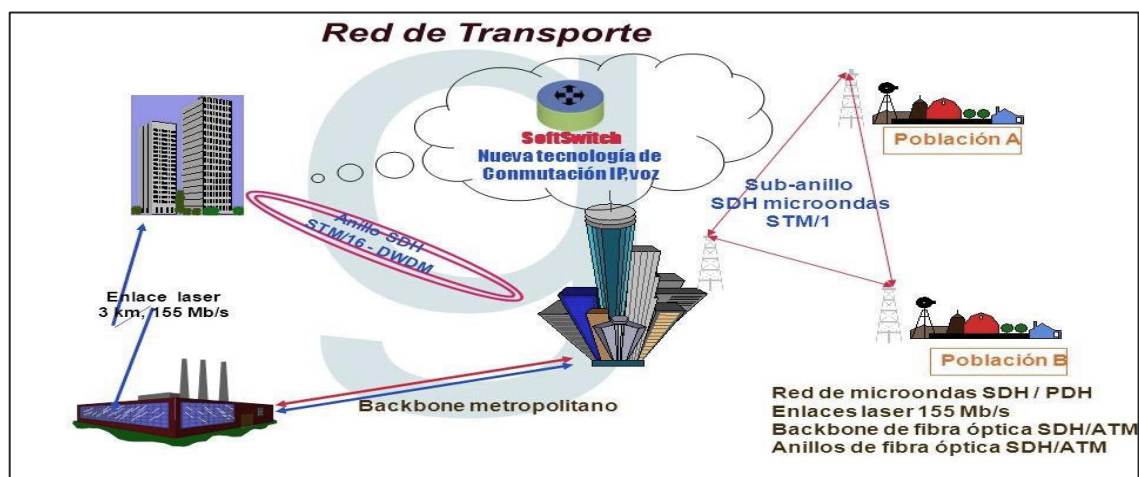 Red de Transporte
SoftSwitch
Nueva tecnología de
Conmutación IP,voz
Población A
Sub-anillo
SDH microondas
STM/1
Anillo SDH
STM/16 - DWDM
Enlace laser
3 km, 155 Mb/s
Población B
Backbone metropolitano
Red de microondas SDH / PDH
Enlaces laser 155 Mb/s
Backbone de fibra óptica SDH/ATM
Anillos de fibra óptica SDH/ATM